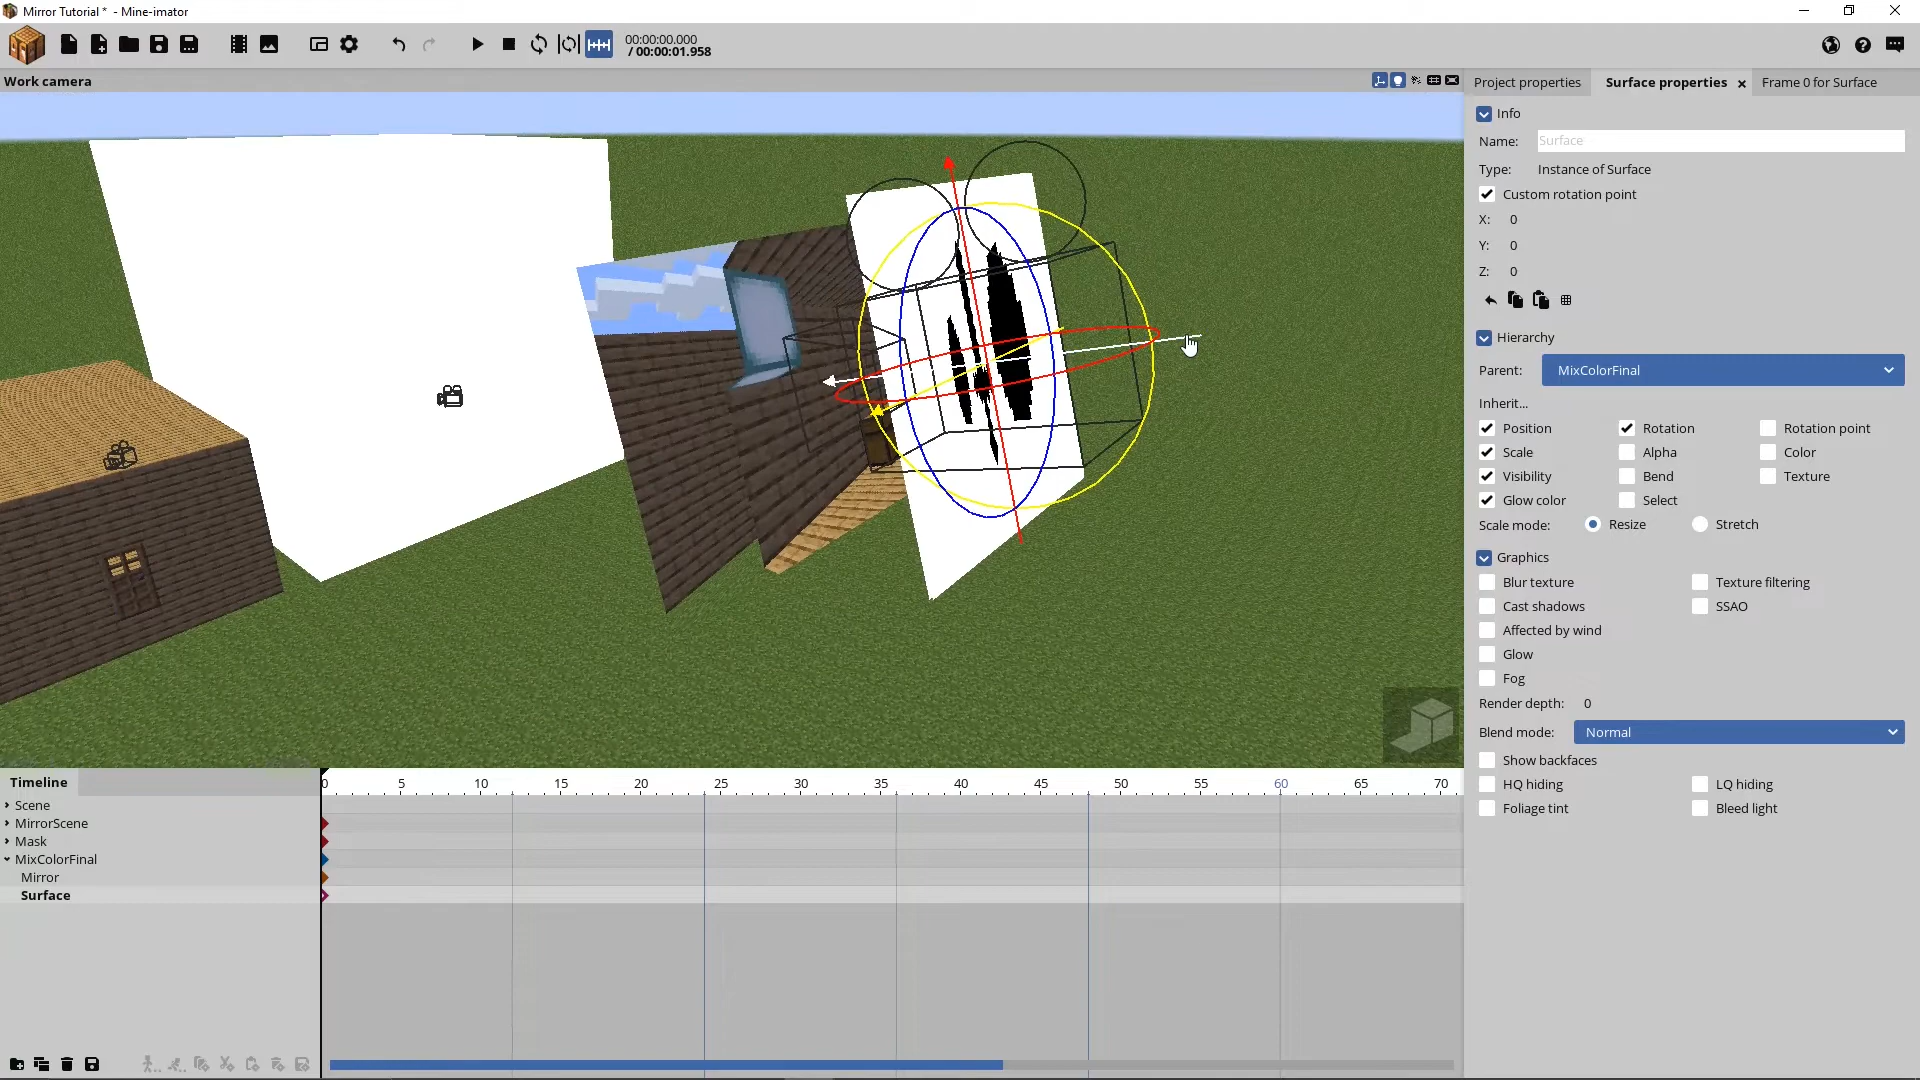 Mirror Tutorial * - Mine-imator
00:00:00.000
/ 00:00:01.958
Work camera
Project properties
Surface properties
Frame 0 for Surface
Info
Name: Surface
Type: Instance of Surface
Custom rotation point
X: 0
Y: 0
Z: 0
Hierarchy
Parent: MixColorFinal
Inherit...
Position Rotation Rotation point
Scale Alpha Color
Visibility Bend Texture
Glow color Select
Scale mode: Resize Stretch
Graphics
Blur texture Texture filtering
Cast shadows SSAO
Affected by wind
Glow
Fog
Render depth: 0
Blend mode: Normal
Show backfaces
HQ hiding LQ hiding
Foliage tint Bleed light
Timeline
0 5 10 15 20 25 30 35 40 45 50 55 60 65 70
Scene
MirrorScene
Mask
MixColorFinal
Mirror
Surface